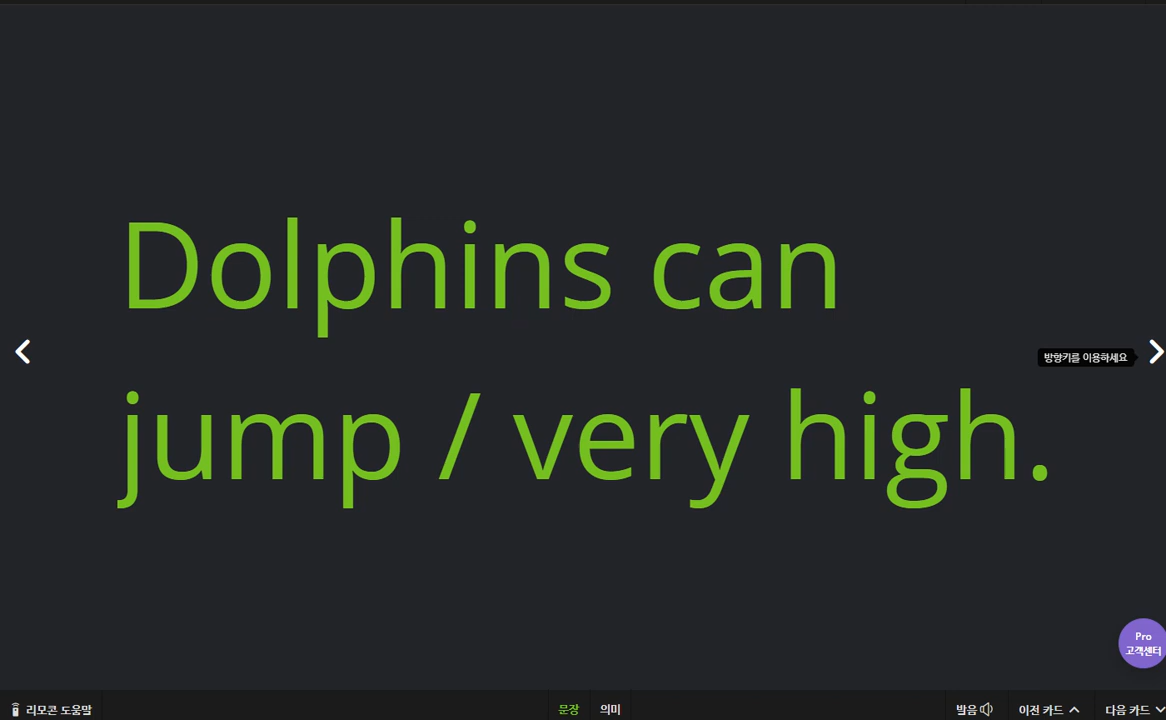 Dolphins can
jump / very high.
방향키를 이용하세요
Pro
고객센터
리모콘 도움말
문장
의미
발음
이전 카드
다음 카드